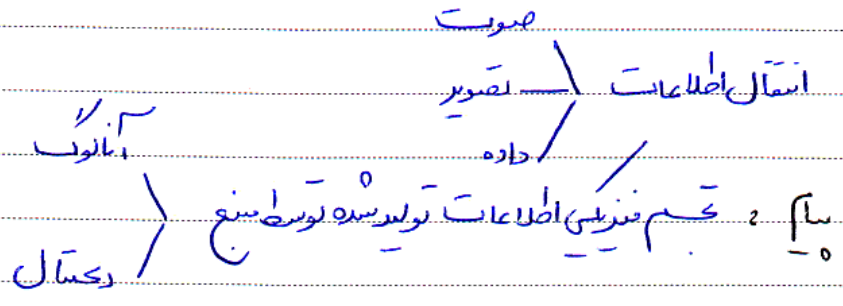 صوت
انتقال اطلاعات
تصویر
داده
آنالوگ
پیام : تجسم فیزیکی اطلاعات تولید شده توسط منبع
دیجیتال